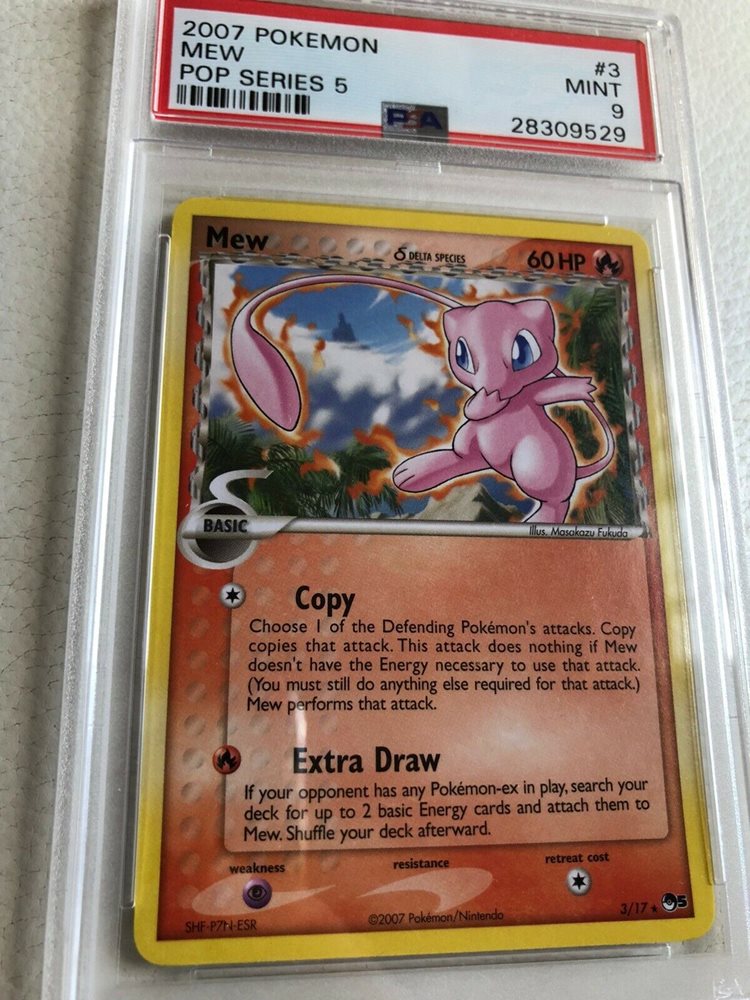 2007 POKEMON #3
MEW MINT
POP SERIES 5 9
PSA 28309529
Mew δ DELTA SPECIES 60 HP
BASIC
Illus. Masakazu Fukuda
Copy
Choose 1 of the Defending Pokémon's attacks. Copy
copies that attack. This attack does nothing if Mew
doesn't have the Energy necessary to use that attack.
(You must still do anything else required for that attack.)
Mew performs that attack.
Extra Draw
If your opponent has any Pokémon-ex in play, search your
deck for up to 2 basic Energy cards and attach them to
Mew. Shuffle your deck afterward.
weakness resistance retreat cost
SHF-P7N-ESR ©2007 Pokémon/Nintendo 3/17 ★ 5